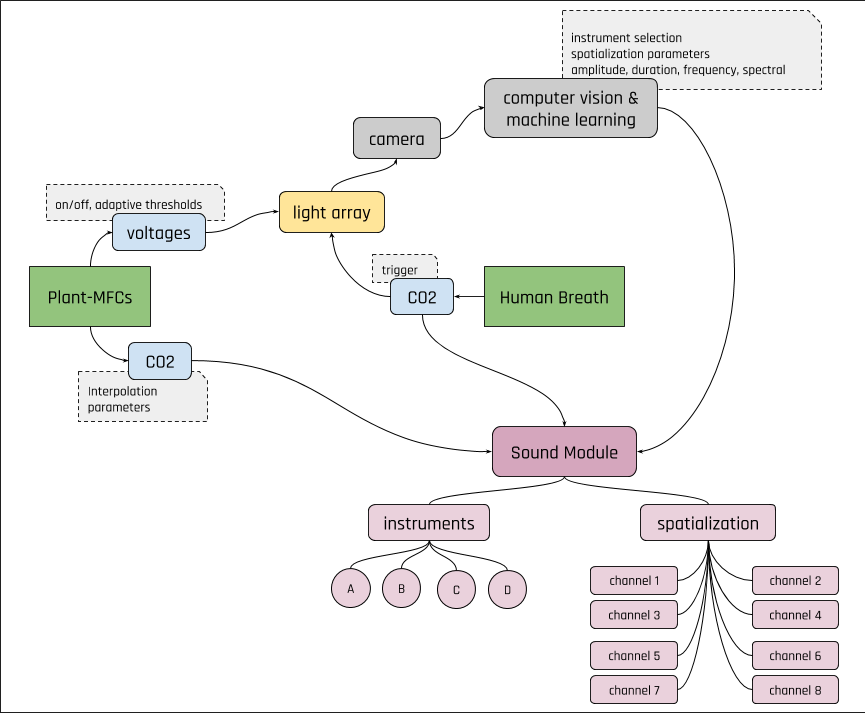 instrument selection
spatialization parameters
amplitude, duration, frequency, spectral
computer vision &
machine learning
camera
on/off, adaptive thresholds
voltages
light array
trigger
Plant-MFCs
CO2
Human Breath
CO2
Interpolation
parameters
Sound Module
instruments
spatialization
A
B
C
D
channel 1
channel 2
channel 3
channel 4
channel 5
channel 6
channel 7
channel 8